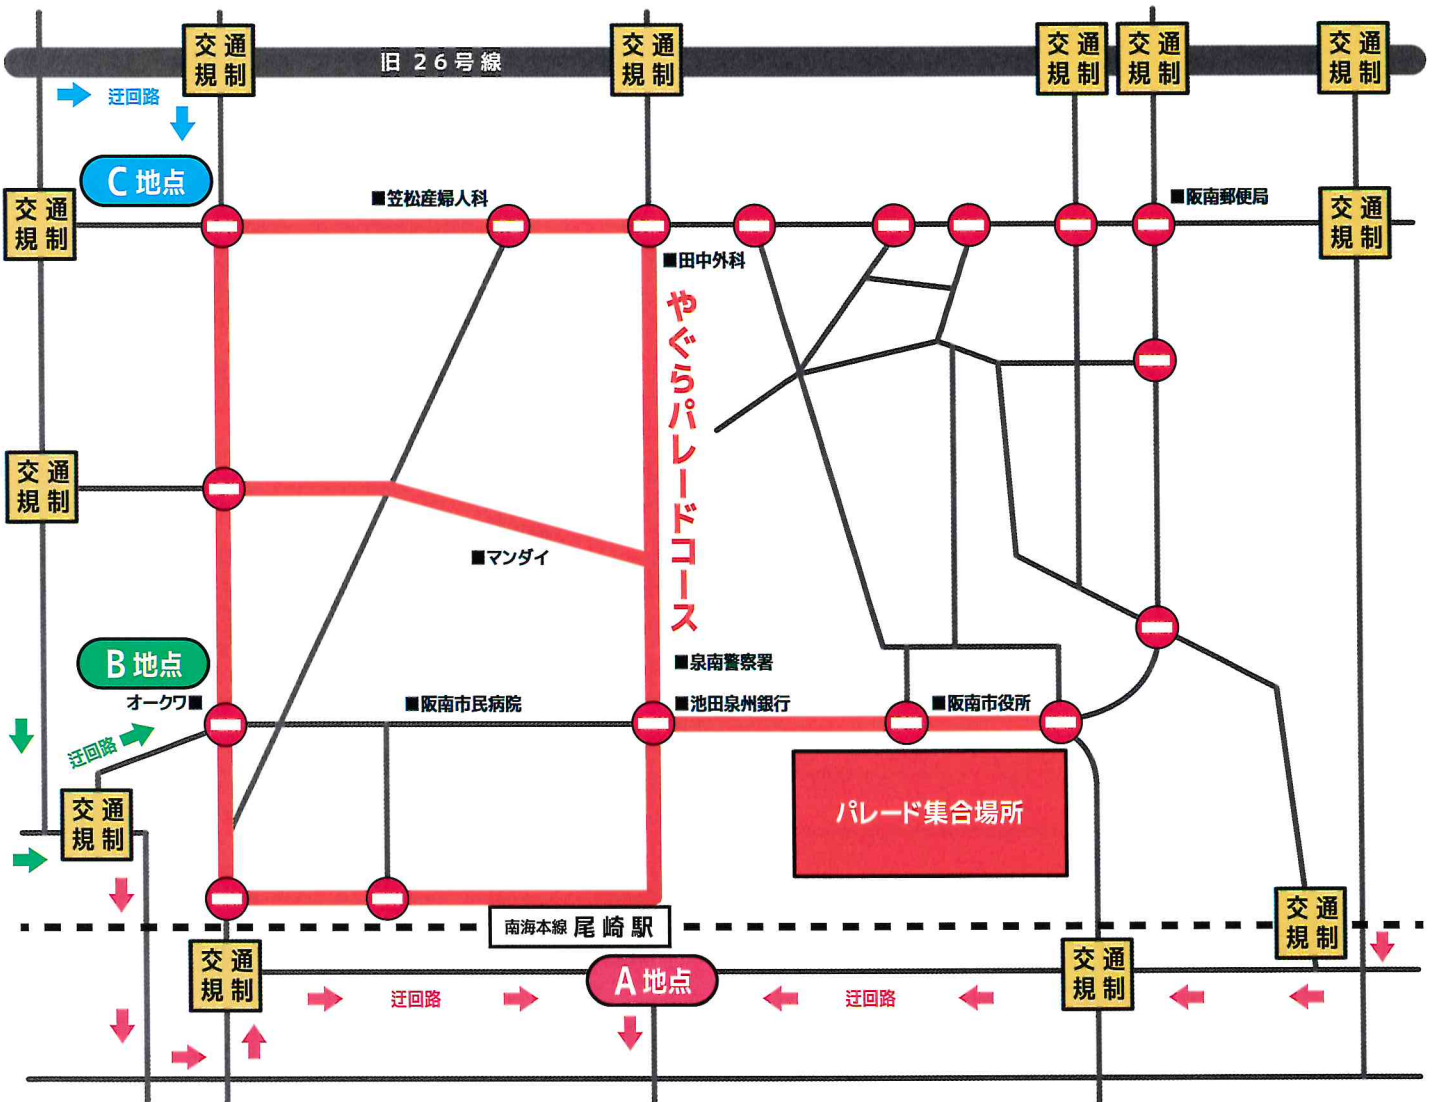 交通
規制
交通
規制
交通
規制
交通
規制
交通
規制
旧 26号線
迂回路
C 地点
■笠松産婦人科
■阪南郵便局
交通
規制
交通
規制
■田中外科
やぐらパレードコース
交通
規制
■マンダイ
B 地点
オークワ■
■阪南市民病院
■泉南警察署
■池田泉州銀行
■阪南市役所
迂回路
交通
規制
パレード集合場所
南海本線 尾崎駅
交通
規制
交通
規制
交通
規制
A 地点
迂回路
迂回路